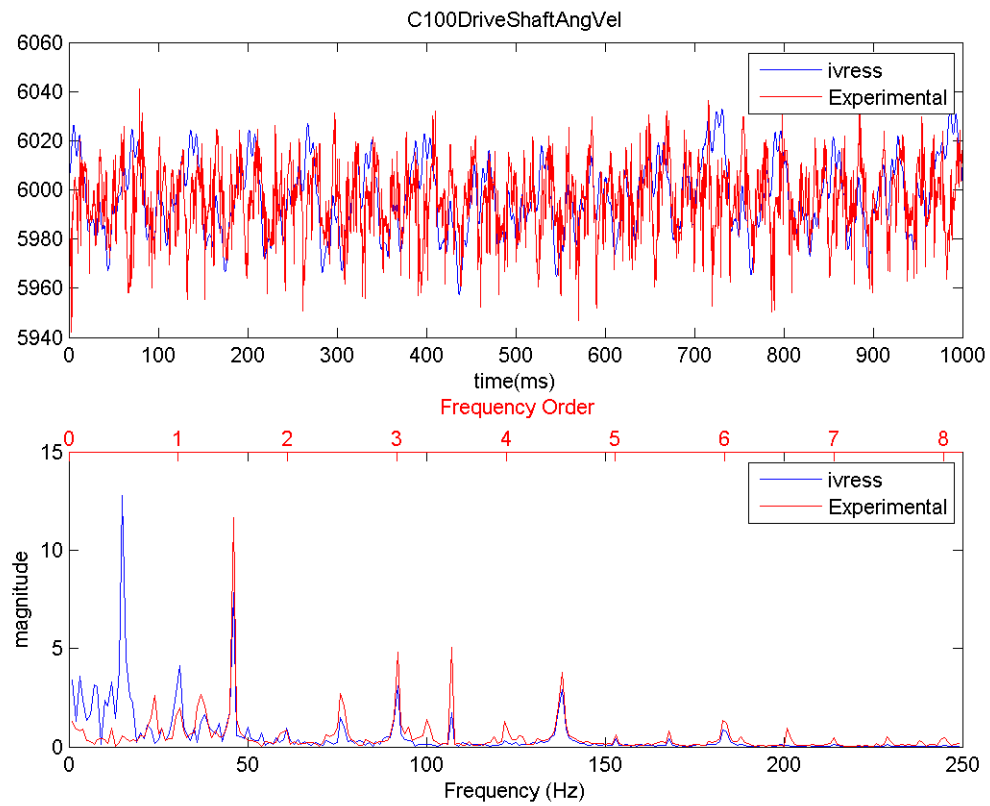 C100DriveShaftAngVel
6060
6040
6020
6000
5980
5960
5940
ivress
Experimental
0 100 200 300 400 500 600 700 800 900 1000
time(ms)
Frequency Order
0 1 2 3 4 5 6 7 8
15
10
5
0
magnitude
ivress
Experimental
0 50 100 150 200 250
Frequency (Hz)